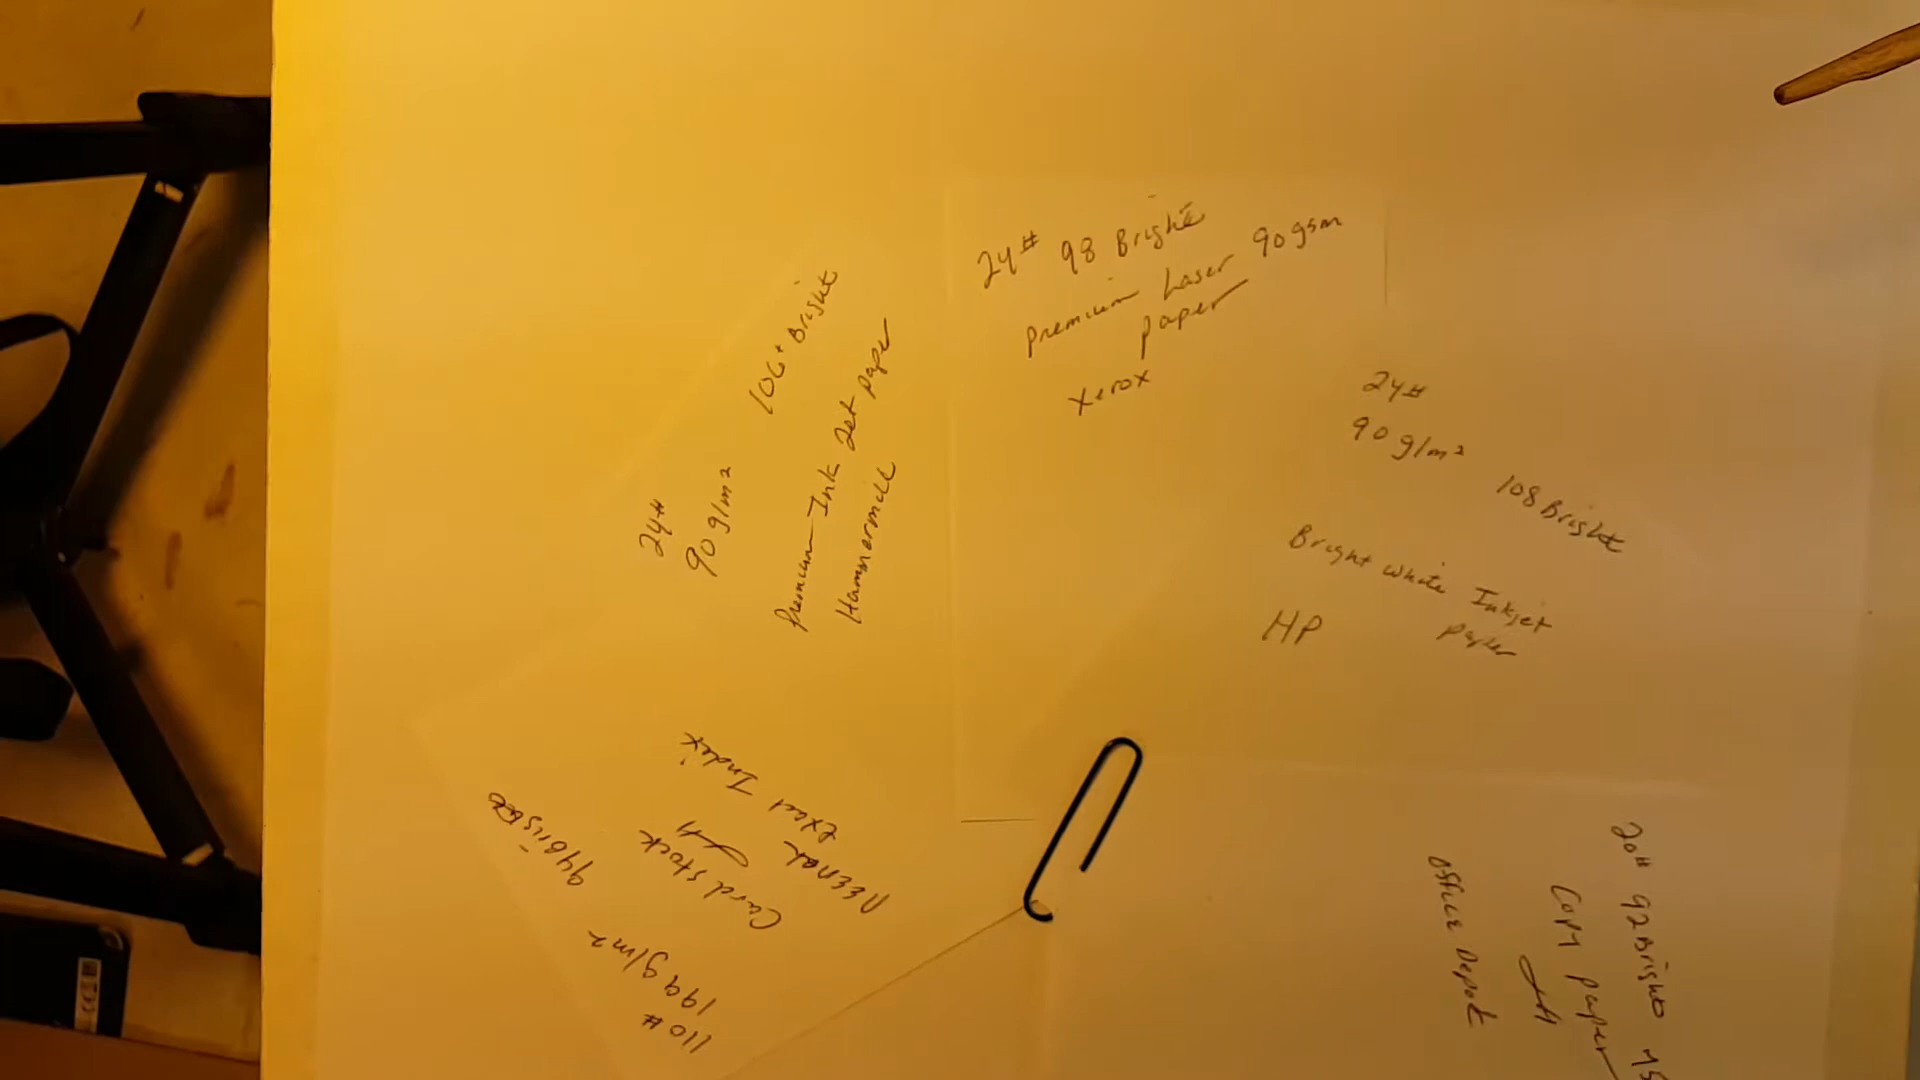 24# 98 Bright
Premium Laser 90gsm
Paper
Xerox
24#
90 g/m²
106+ Bright
Premium Ink Jet Paper
Hammermill
24#
90 g/m²
108 Bright
Bright White Inkjet
Paper
HP
110#
199 g/m²
94 Bright
Card Stock
Neenah
Exact Index
20# 92 Bright
Copy Paper
Office Depot